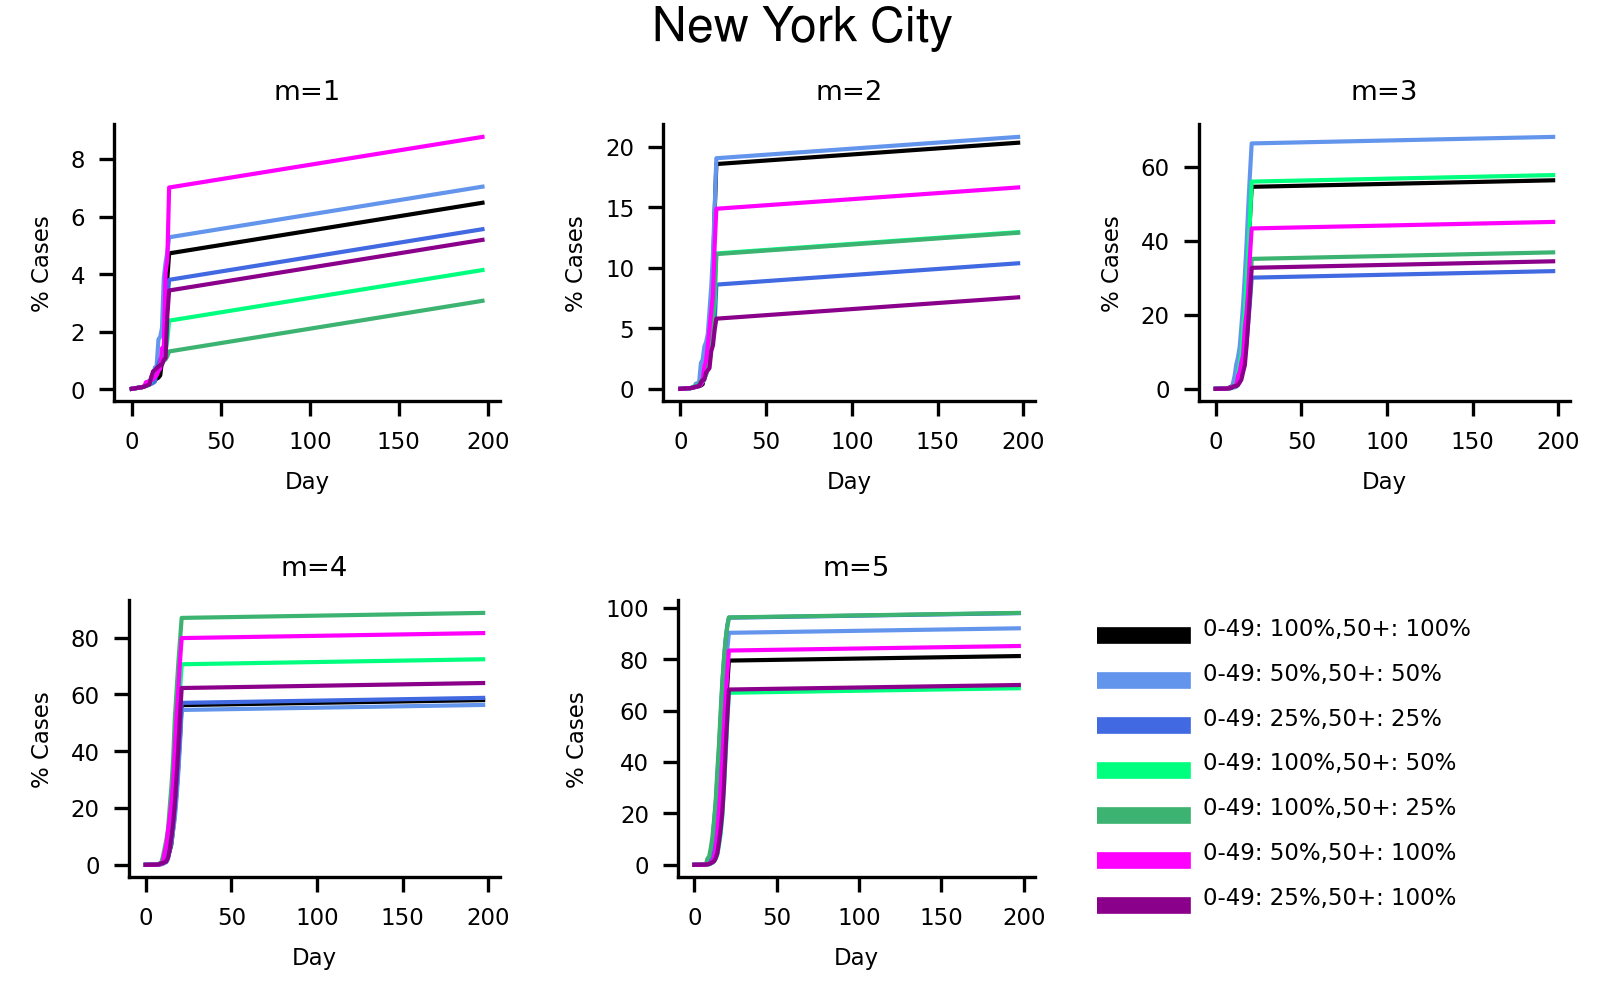 New York City
m=1
m=2
m=3
% Cases
0 2 4 6 8
% Cases
0 5 10 15 20
% Cases
0 20 40 60
0 50 100 150 200
0 50 100 150 200
0 50 100 150 200
Day
Day
Day
m=4
m=5
% Cases
0 20 40 60 80
% Cases
0 20 40 60 80 100
0 50 100 150 200
0 50 100 150 200
Day
Day
0-49: 100%,50+: 100%
0-49: 50%,50+: 50%
0-49: 25%,50+: 25%
0-49: 100%,50+: 50%
0-49: 100%,50+: 25%
0-49: 50%,50+: 100%
0-49: 25%,50+: 100%